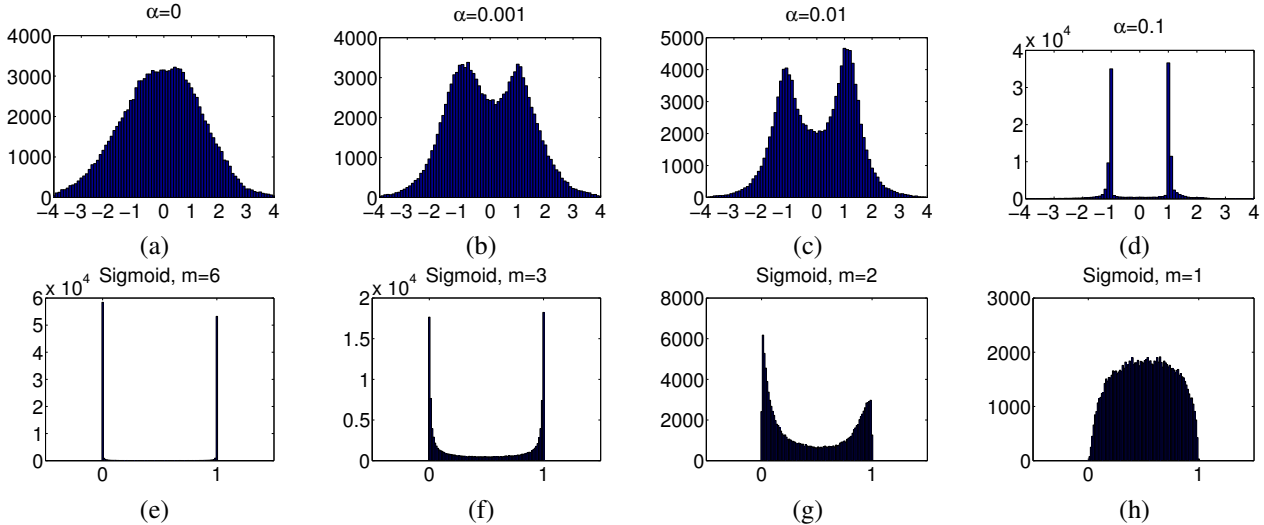 α=0
4000
3000
2000
1000
0
−4 −3 −2 −1 0 1 2 3 4
(a)
α=0.001
4000
3000
2000
1000
0
−4 −3 −2 −1 0 1 2 3 4
(b)
α=0.01
5000
4000
3000
2000
1000
0
−4 −3 −2 −1 0 1 2 3 4
(c)
α=0.1
x 10^4
4
3
2
1
0
−4 −3 −2 −1 0 1 2 3 4
(d)
Sigmoid, m=6
x 10^4
6
5
4
3
2
1
0
0 1
(e)
Sigmoid, m=3
x 10^4
2
1.5
1
0.5
0
0 1
(f)
Sigmoid, m=2
8000
6000
4000
2000
0
0 1
(g)
Sigmoid, m=1
3000
2000
1000
0
0 1
(h)